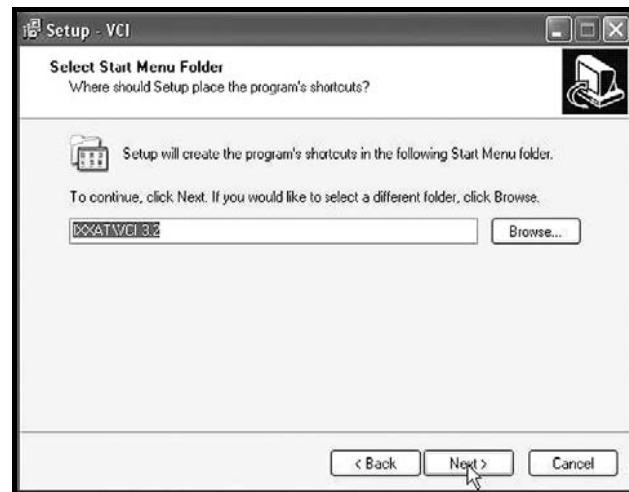 Setup - VCI
Select Start Menu Folder
Where should Setup place the program's shortcuts?
Setup will create the program's shortcuts in the following Start Menu folder.
To continue, click Next. If you would like to select a different folder, click Browse.
IXXAT\VCI 3.2
Browse...
< Back
Next >
Cancel